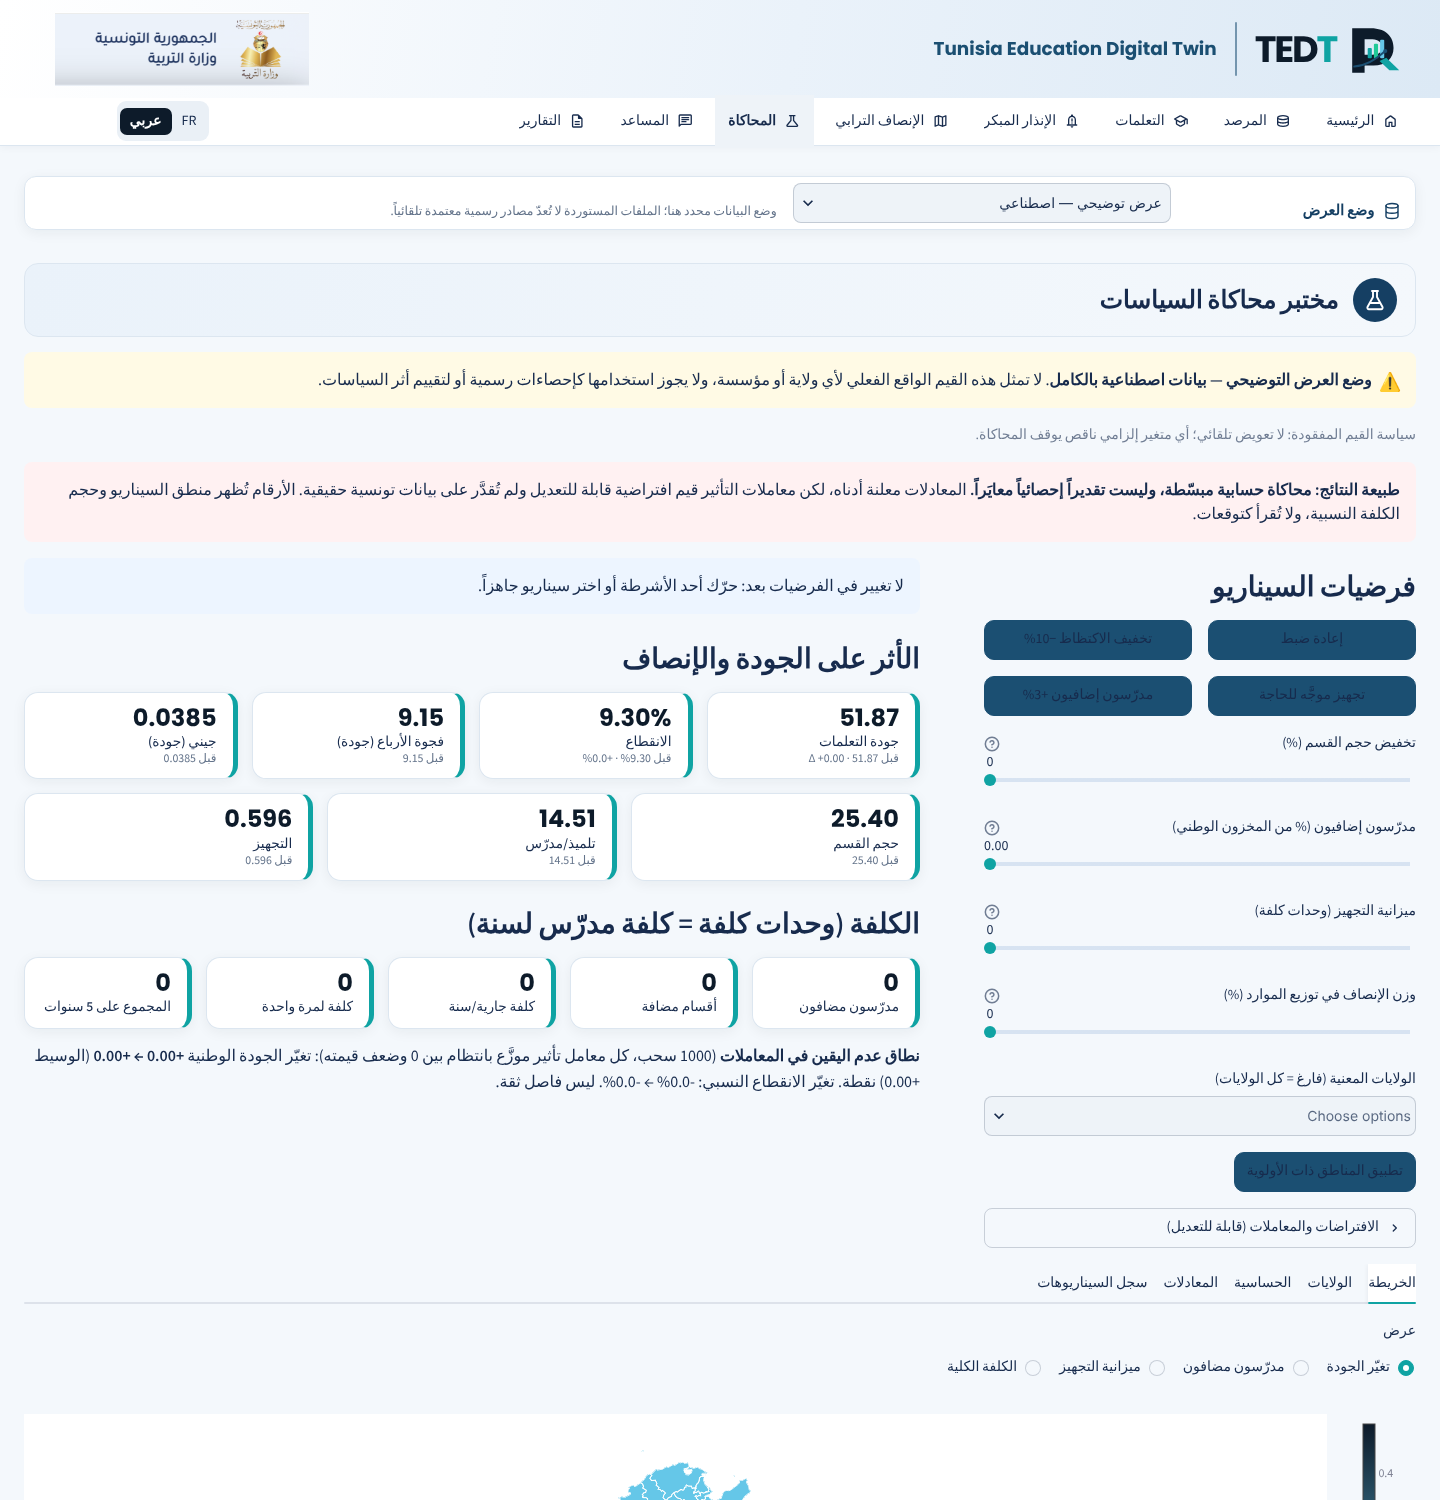 TEDT
Tunisia Education Digital Twin
الجمهورية التونسية
وزارة التربية
وزارة التربية
الرئيسية
المرصد
التعلمات
الإنذار المبكر
الإنصاف الترابي
المحاكاة
المساعد
التقارير
FR
عربي
وضع العرض
عرض توضيحي — اصطناعي
وضع البيانات محدد هنا؛ الملفات المستوردة لا تُعدّ مصادر رسمية معتمدة تلقائياً.
مختبر محاكاة السياسات
⚠️ وضع العرض التوضيحي — بيانات اصطناعية بالكامل. لا تمثل هذه القيم الواقع الفعلي لأي ولاية أو مؤسسة، ولا يجوز استخدامها كإحصاءات رسمية أو لتقييم أثر السياسات.
سياسة القيم المفقودة: لا تعويض تلقائي؛ أي متغير إلزامي ناقص يوقف المحاكاة.
طبيعة النتائج: محاكاة حسابية مبسّطة، وليست تقديراً إحصائياً معايَراً. المعادلات معلنة أدناه، لكن معاملات التأثير قيم افتراضية قابلة للتعديل ولم تُقدَّر على بيانات تونسية حقيقية. الأرقام تُظهر منطق السيناريو وحجم
الكلفة النسبية، ولا تُقرأ كتوقعات.
فرضيات السيناريو
إعادة ضبط
تخفيف الاكتظاظ −10%
تجهيز موجَّه للحاجة
مدرّسون إضافيون +3%
تخفيض حجم القسم (%)
0
مدرّسون إضافيون (% من المخزون الوطني)
0.00
ميزانية التجهيز (وحدات كلفة)
0
وزن الإنصاف في توزيع الموارد (%)
0
الولايات المعنية (فارغ = كل الولايات)
Choose options
تطبيق المناطق ذات الأولوية
الافتراضات والمعاملات (قابلة للتعديل)
لا تغيير في الفرضيات بعد: حرّك أحد الأشرطة أو اختر سيناريو جاهزاً.
الأثر على الجودة والإنصاف
51.87
جودة التعلمات
قبل 51.87 · Δ +0.00
9.30%
الانقطاع
قبل 9.30% · +0.0%
9.15
فجوة الأرباع (جودة)
قبل 9.15
0.0385
جيني (جودة)
قبل 0.0385
25.40
حجم القسم
قبل 25.40
14.51
تلميذ/مدرّس
قبل 14.51
0.596
التجهيز
قبل 0.596
الكلفة (وحدات كلفة = كلفة مدرّس لسنة)
0
مدرّسون مضافون
0
أقسام مضافة
0
كلفة جارية/سنة
0
كلفة لمرة واحدة
0
المجموع على 5 سنوات
نطاق عدم اليقين في المعاملات (1000 سحب، كل معامل تأثير موزَّع بانتظام بين 0 وضعف قيمته): تغيّر الجودة الوطنية +0.00 ← +0.00 (الوسيط
+0.00) نقطة. تغيّر الانقطاع النسبي: -0.0% ← -0.0%. ليس فاصل ثقة.
الخريطة
الولايات
الحساسية
المعادلات
سجل السيناريوهات
عرض
تغيّر الجودة
مدرّسون مضافون
ميزانية التجهيز
الكلفة الكلية
0.4